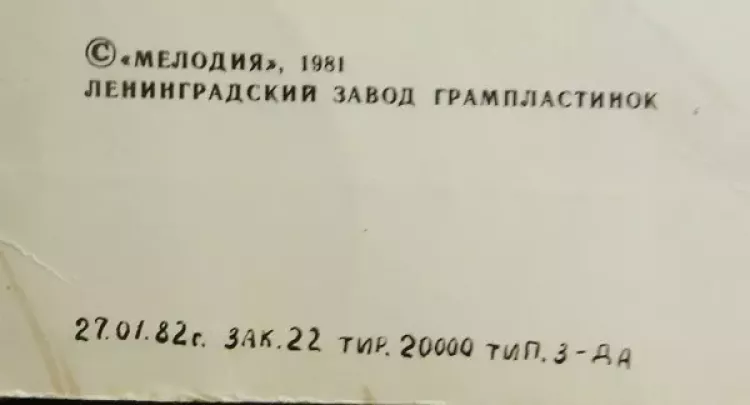 © «МЕЛОДИЯ», 1981
ЛЕНИНГРАДСКИЙ ЗАВОД ГРАМПЛАСТИНОК
27.01.82г. ЗАК.22 ТИР. 20000 ТИП. 3-ДА